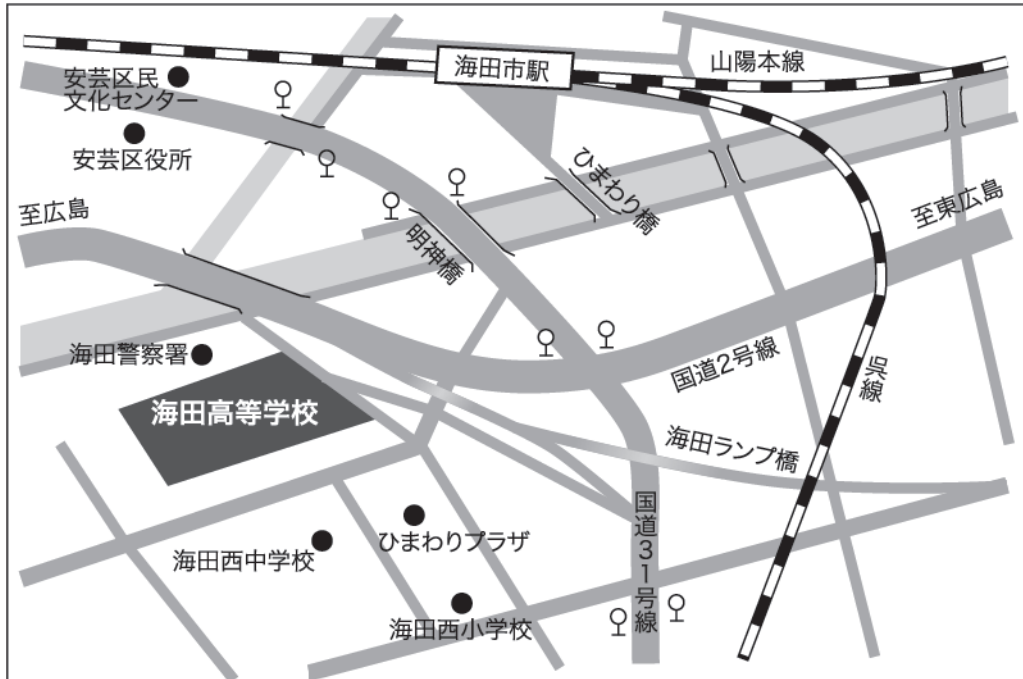 海田市駅
山陽本線
安芸区民
文化センター
安芸区役所
ひまわり橋
至広島
至東広島
明神橋
海田警察署
国道2号線
呉線
海田高等学校
海田ランプ橋
国道31号線
ひまわりプラザ
海田西中学校
海田西小学校